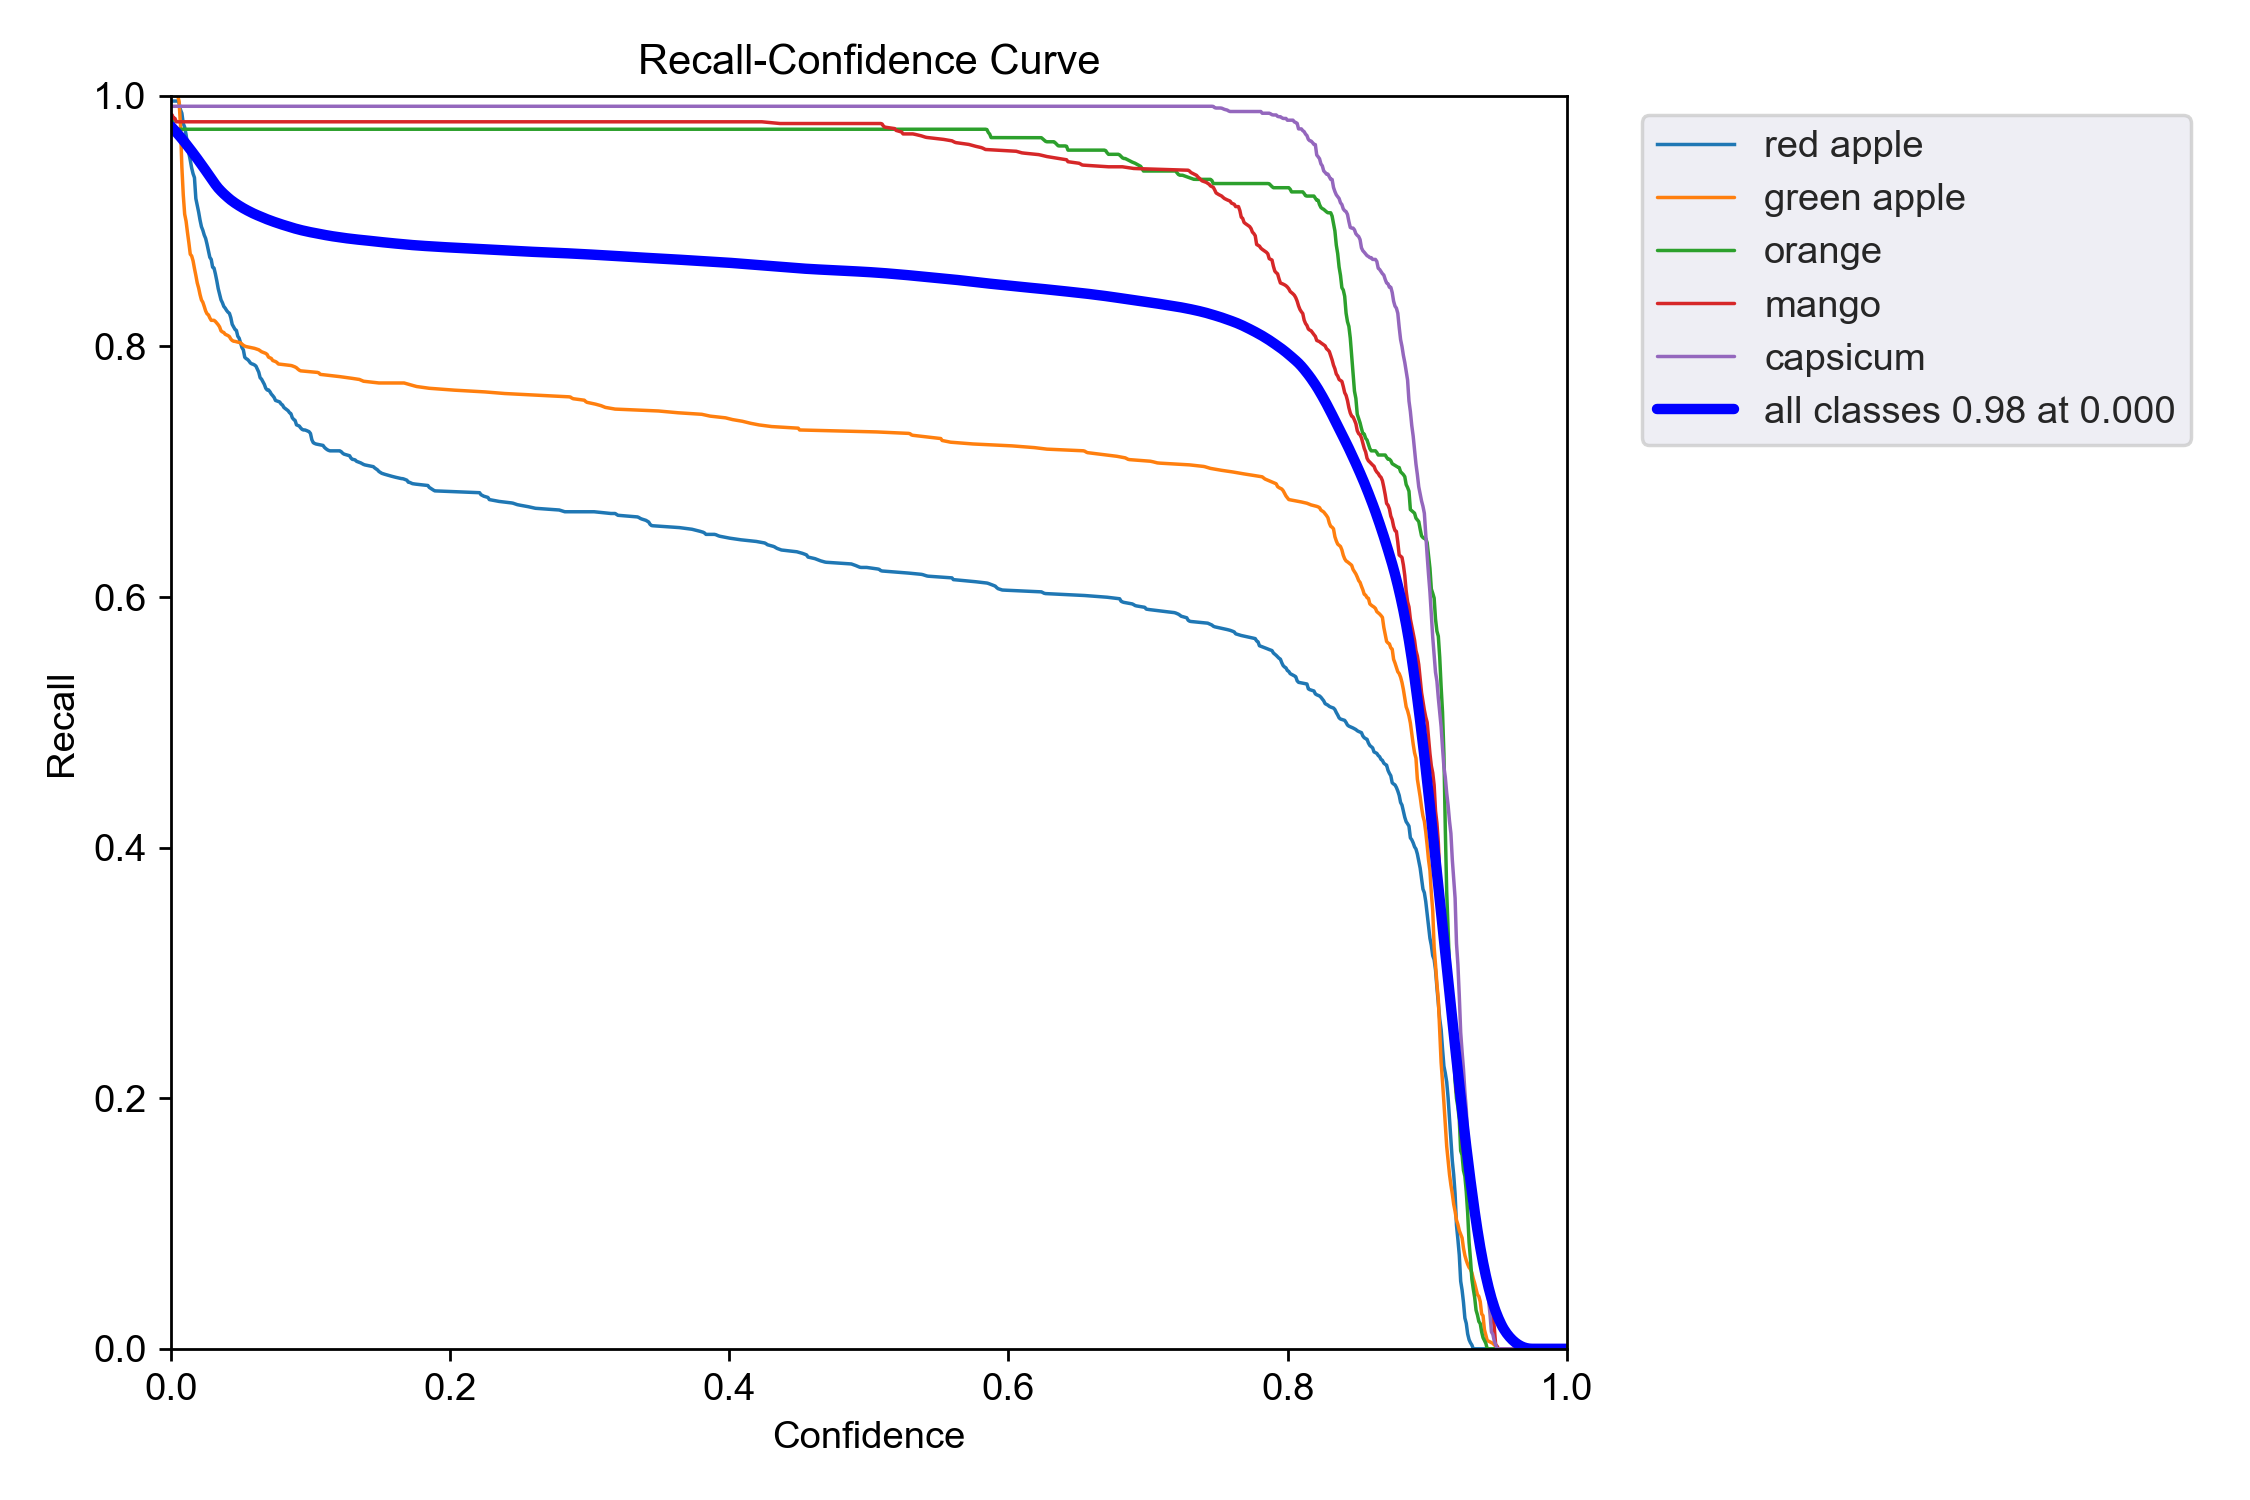 Recall-Confidence Curve
1.0
0.8
0.6
0.4
0.2
0.0
Recall
0.0 0.2 0.4 0.6 0.8 1.0
Confidence
red apple
green apple
orange
mango
capsicum
all classes 0.98 at 0.000